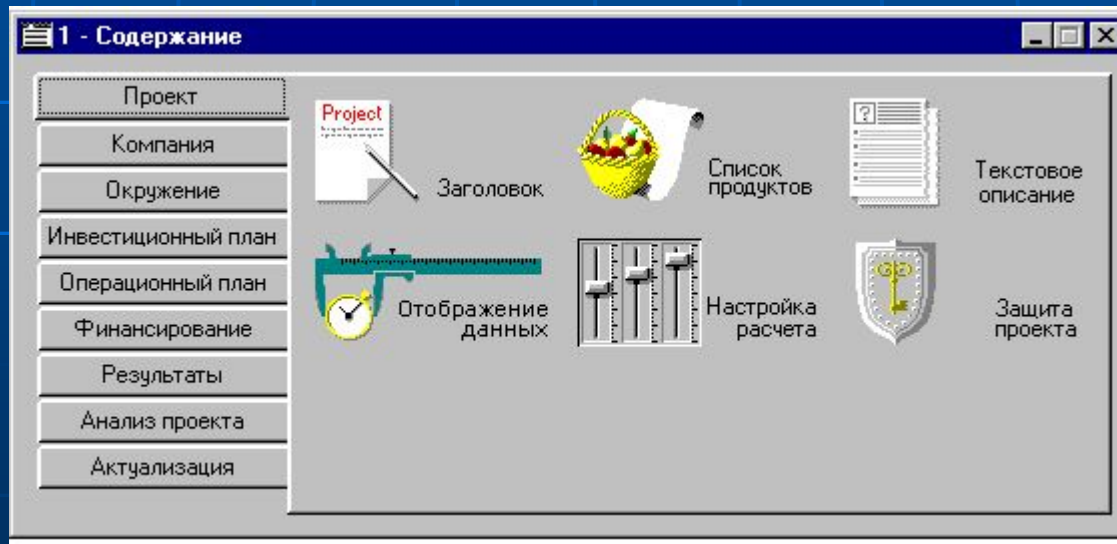 1 - Содержание
Проект
Компания
Окружение
Инвестиционный план
Операционный план
Финансирование
Результаты
Анализ проекта
Актуализация
Project
Заголовок
Список
продуктов
?
Текстовое
описание
Отображение
данных
Настройка
расчета
Защита
проекта